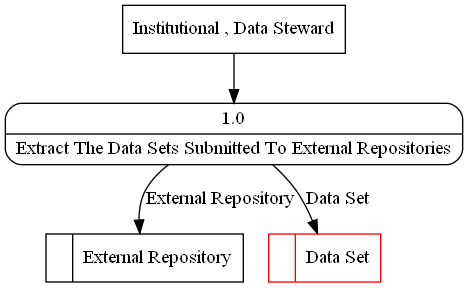 Institutional , Data Steward
1.0
Extract The Data Sets Submitted To External Repositories
External Repository
Data Set
External Repository
Data Set